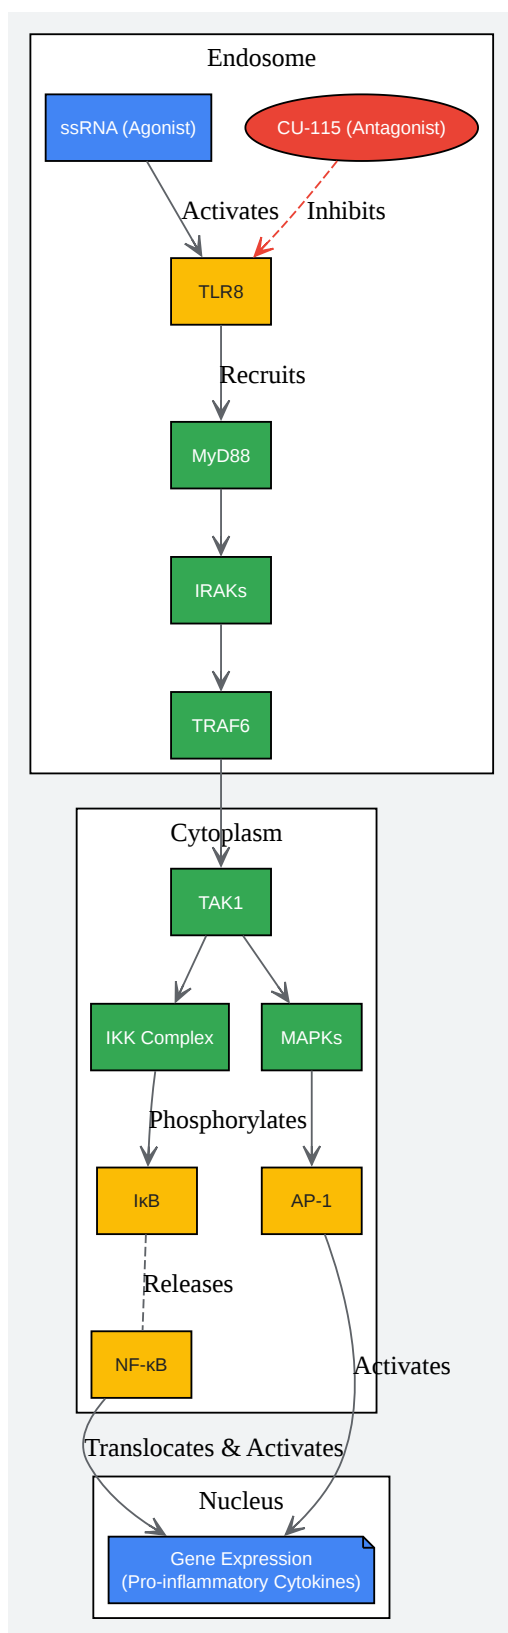 Endosome
ssRNA (Agonist)
CU-115 (Antagonist)
Activates
Inhibits
TLR8
Recruits
MyD88
IRAKs
TRAF6
Cytoplasm
TAK1
IKK Complex
MAPKs
Phosphorylates
IκB
AP-1
Releases
NF-κB
Activates
Translocates & Activates
Nucleus
Gene Expression
(Pro-inflammatory Cytokines)